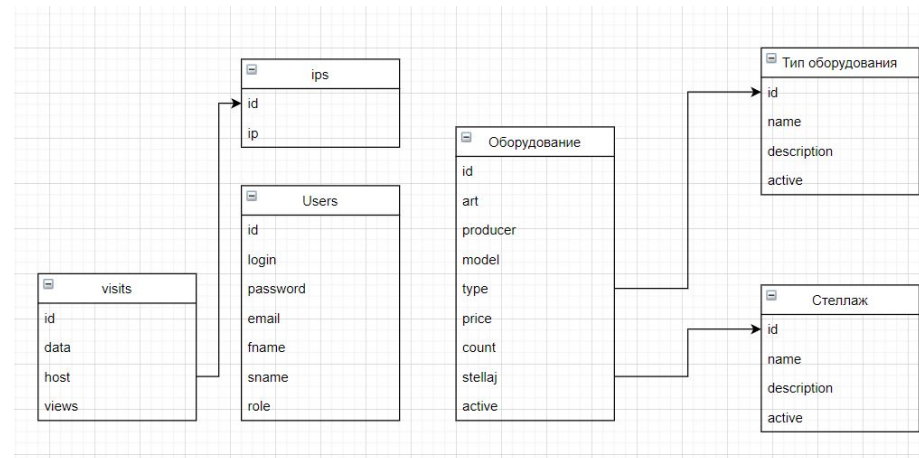 ips
id
ip
Users
id
login
password
email
fname
sname
role
visits
id
data
host
views
Оборудование
id
art
producer
model
type
price
count
stellaj
active
Тип оборудования
id
name
description
active
Стеллаж
id
name
description
active